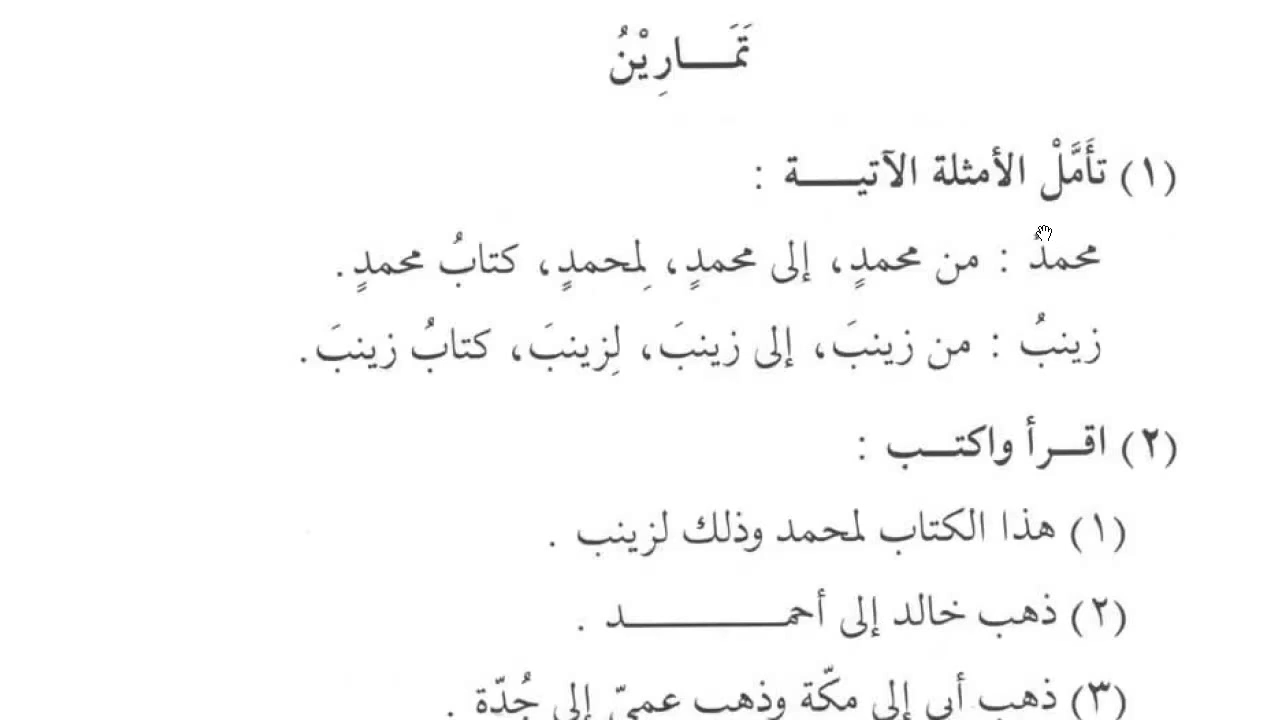 تَمَـــارِيْنُ
(١) تأَمَّلْ الأمثلة الآتيــــة :
محمدٌ : من محمدٍ، إلى محمدٍ، لِمحمدٍ، كتابُ محمدٍ.
زينبُ : من زينبَ، إلى زينبَ، لِزينبَ، كتابُ زينبَ.
(٢) اقــرأ واكتــب :
(١) هذا الكتاب لمحمد وذلك لزينب .
(٢) ذهب خالد إلى أحمــــــــد .
(٣) ذهب أبي إلى مكّة وذهب عميّ إلى جُدّة .